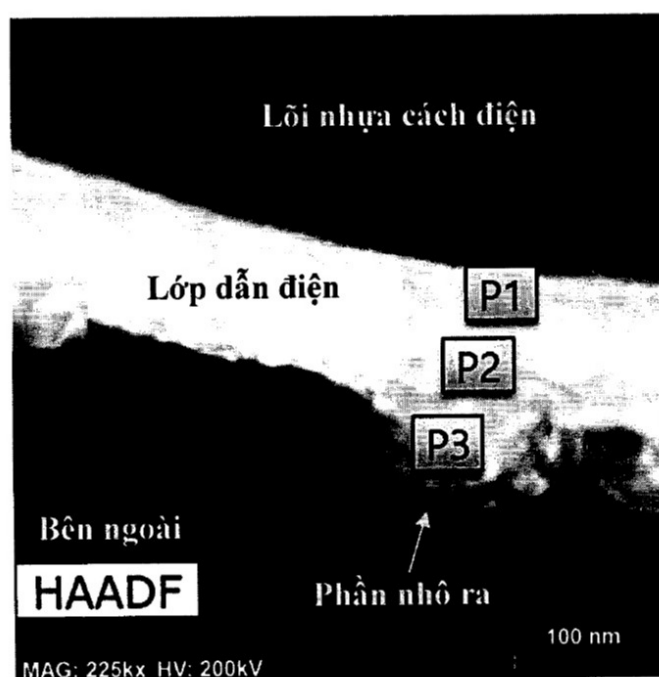 Lõi nhựa cách điện
Lớp dẫn điện
P1
P2
P3
Bên ngoài
Phần nhô ra
HAADF
100 nm
MAG: 225kx HV: 200kV